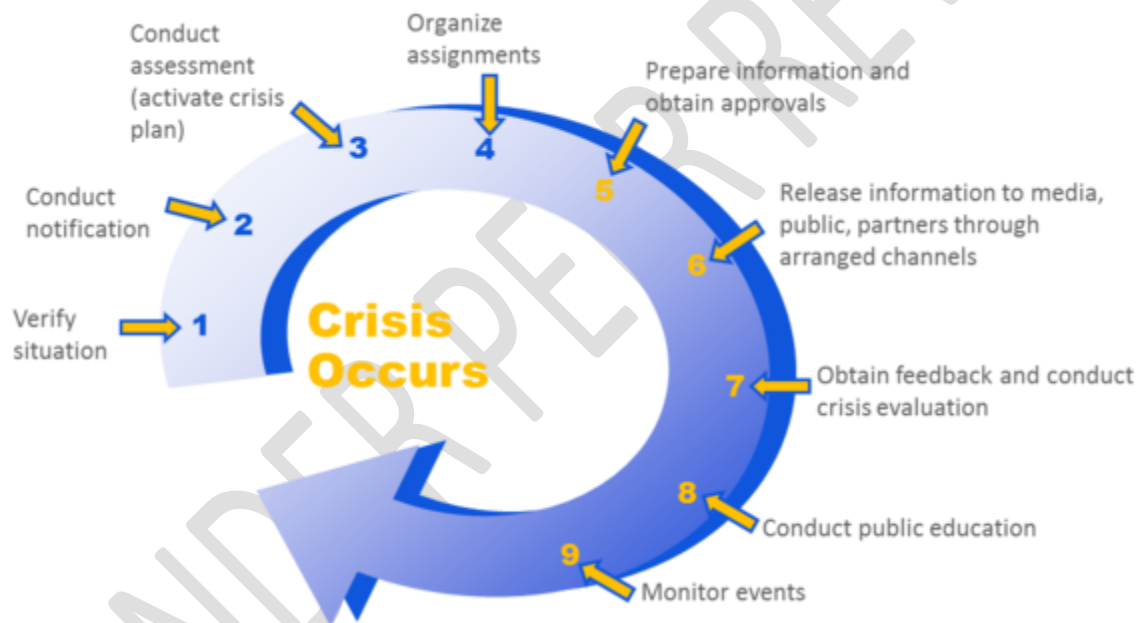 Conduct
assessment
(activate crisis
plan)
Organize
assignments
Prepare information and
obtain approvals
Conduct
notification
Release information to media,
public, partners through
arranged channels
Verify
situation
Obtain feedback and conduct
crisis evaluation
Conduct public education
Monitor events
1
2
3
4
5
6
7
8
9
Crisis
Occurs